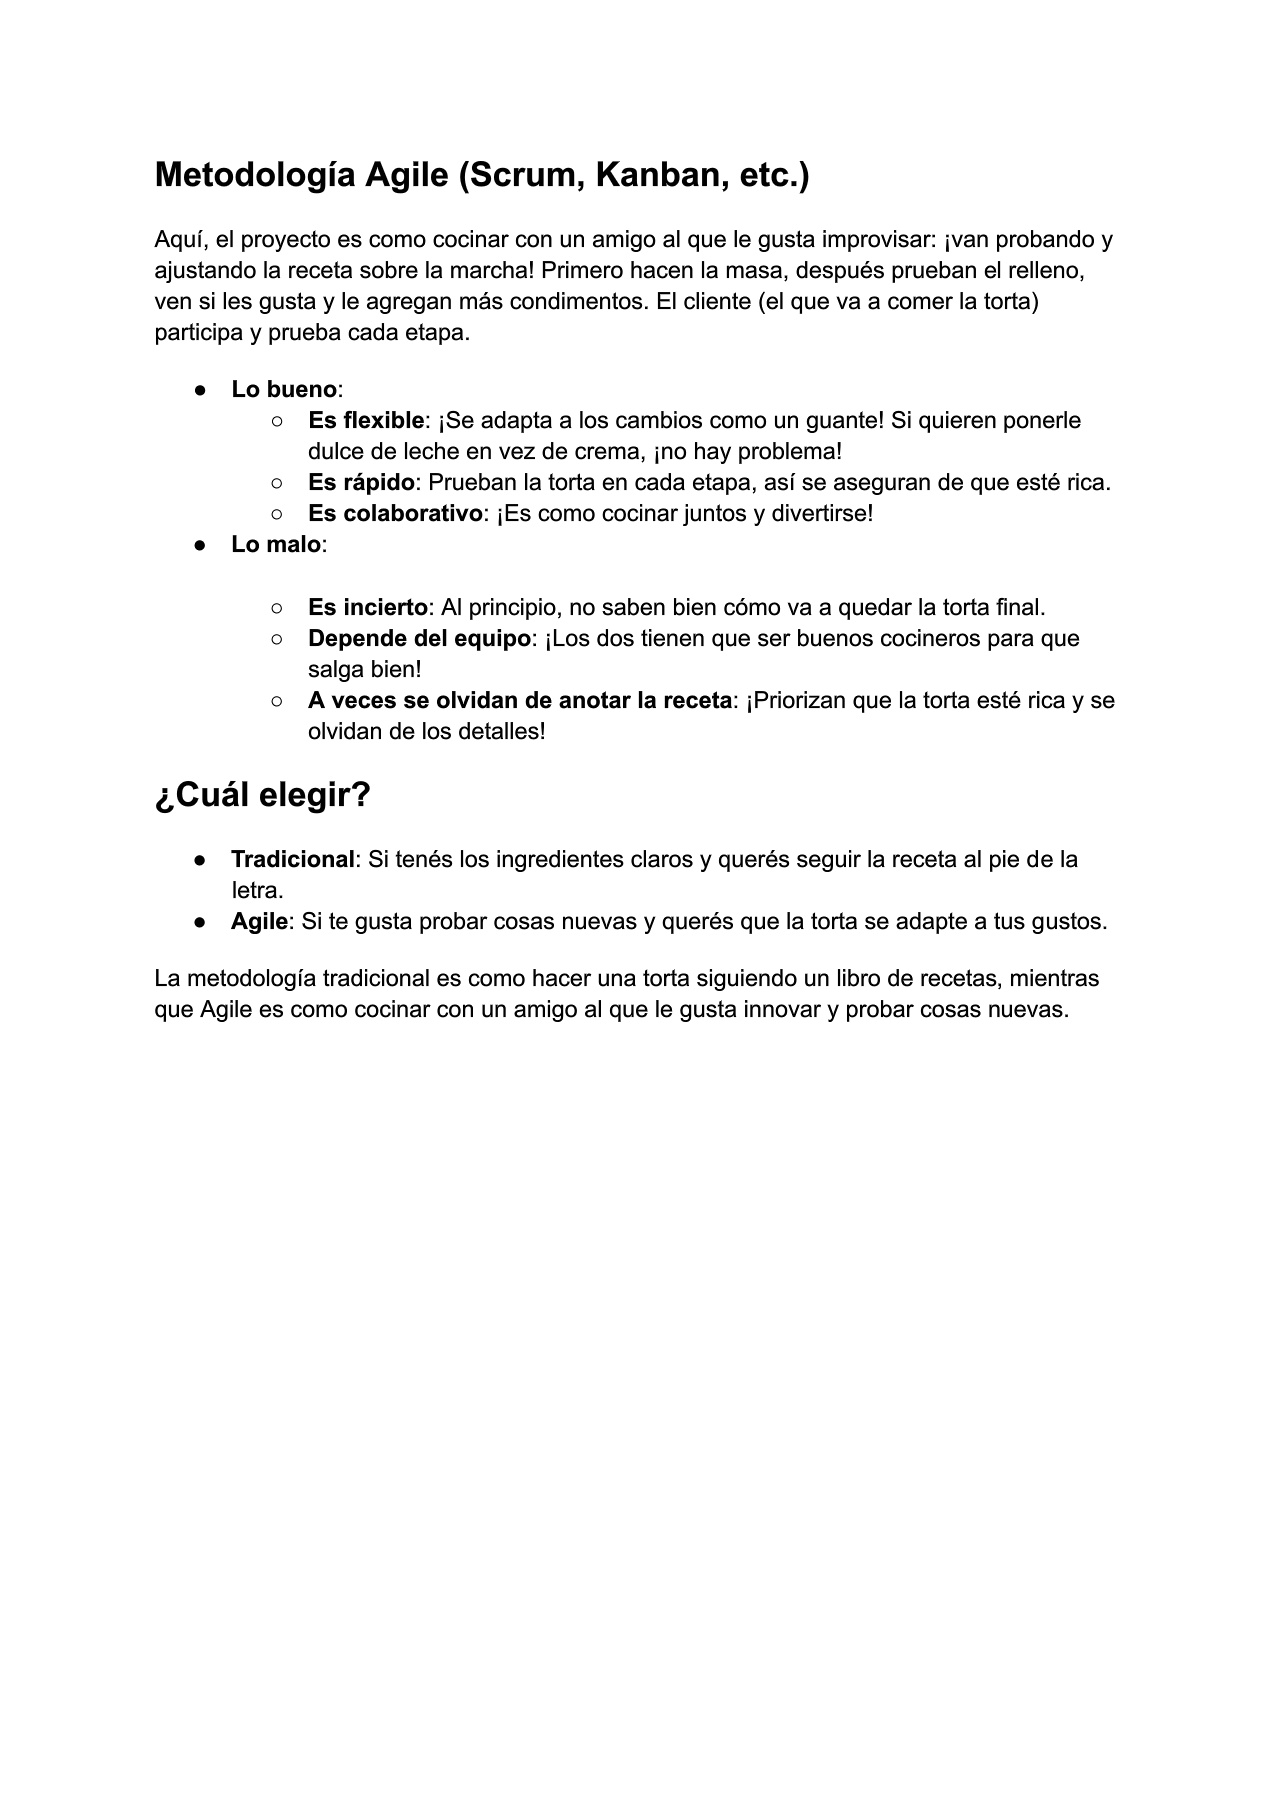 Metodología Agile (Scrum, Kanban, etc.)
Aquí, el proyecto es como cocinar con un amigo al que le gusta improvisar: ¡van probando y
ajustando la receta sobre la marcha! Primero hacen la masa, después prueban el relleno,
ven si les gusta y le agregan más condimentos. El cliente (el que va a comer la torta)
participa y prueba cada etapa.
● Lo bueno:
○ Es flexible: ¡Se adapta a los cambios como un guante! Si quieren ponerle
dulce de leche en vez de crema, ¡no hay problema!
○ Es rápido: Prueban la torta en cada etapa, así se aseguran de que esté rica.
○ Es colaborativo: ¡Es como cocinar juntos y divertirse!
● Lo malo:
○ Es incierto: Al principio, no saben bien cómo va a quedar la torta final.
○ Depende del equipo: ¡Los dos tienen que ser buenos cocineros para que
salga bien!
○ A veces se olvidan de anotar la receta: ¡Priorizan que la torta esté rica y se
olvidan de los detalles!
¿Cuál elegir?
● Tradicional: Si tenés los ingredientes claros y querés seguir la receta al pie de la
letra.
● Agile: Si te gusta probar cosas nuevas y querés que la torta se adapte a tus gustos.
La metodología tradicional es como hacer una torta siguiendo un libro de recetas, mientras
que Agile es como cocinar con un amigo al que le gusta innovar y probar cosas nuevas.